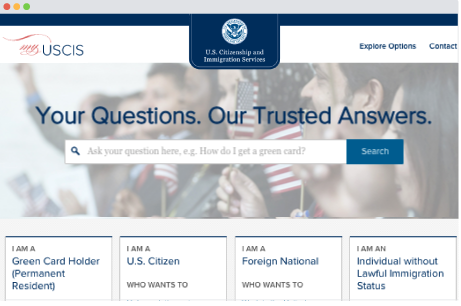 my USCIS
U.S. Citizenship and
Immigration Services
Explore Options Contact
Your Questions. Our Trusted Answers.
Ask your question here, e.g. How do I get a green card?
Search
I AM A
Green Card Holder
(Permanent
Resident)
I AM A
U.S. Citizen
WHO WANTS TO
I AM A
Foreign National
WHO WANTS TO
I AM AN
Individual without
Lawful Immigration
Status